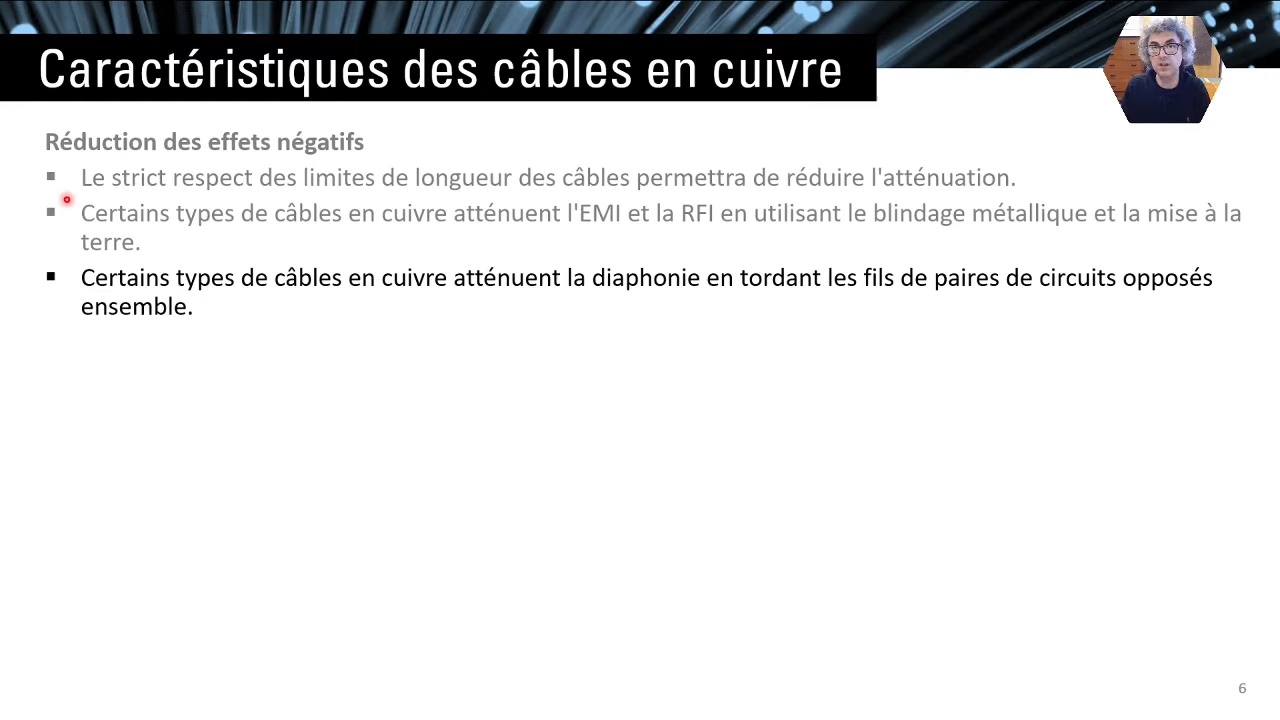 Caractéristiques des câbles en cuivre
Réduction des effets négatifs
▪ Le strict respect des limites de longueur des câbles permettra de réduire l'atténuation.
▪ Certains types de câbles en cuivre atténuent l'EMI et la RFI en utilisant le blindage métallique et la mise à la
terre.
▪ Certains types de câbles en cuivre atténuent la diaphonie en tordant les fils de paires de circuits opposés
ensemble.
6